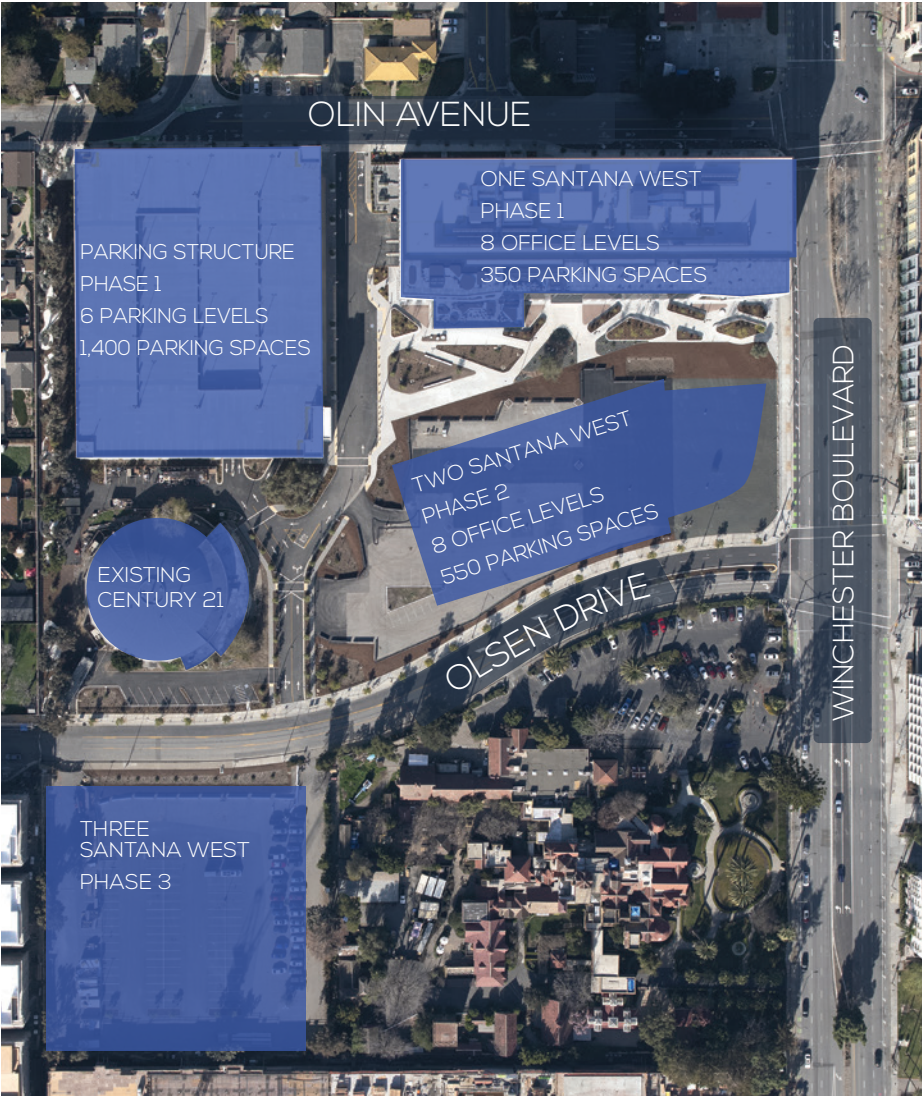 OLIN AVENUE
ONE SANTANA WEST
PHASE 1
8 OFFICE LEVELS
350 PARKING SPACES
PARKING STRUCTURE
PHASE 1
6 PARKING LEVELS
1,400 PARKING SPACES
WINCHESTER BOULEVARD
TWO SANTANA WEST
PHASE 2
8 OFFICE LEVELS
550 PARKING SPACES
EXISTING
CENTURY 21
OLSEN DRIVE
THREE
SANTANA WEST
PHASE 3